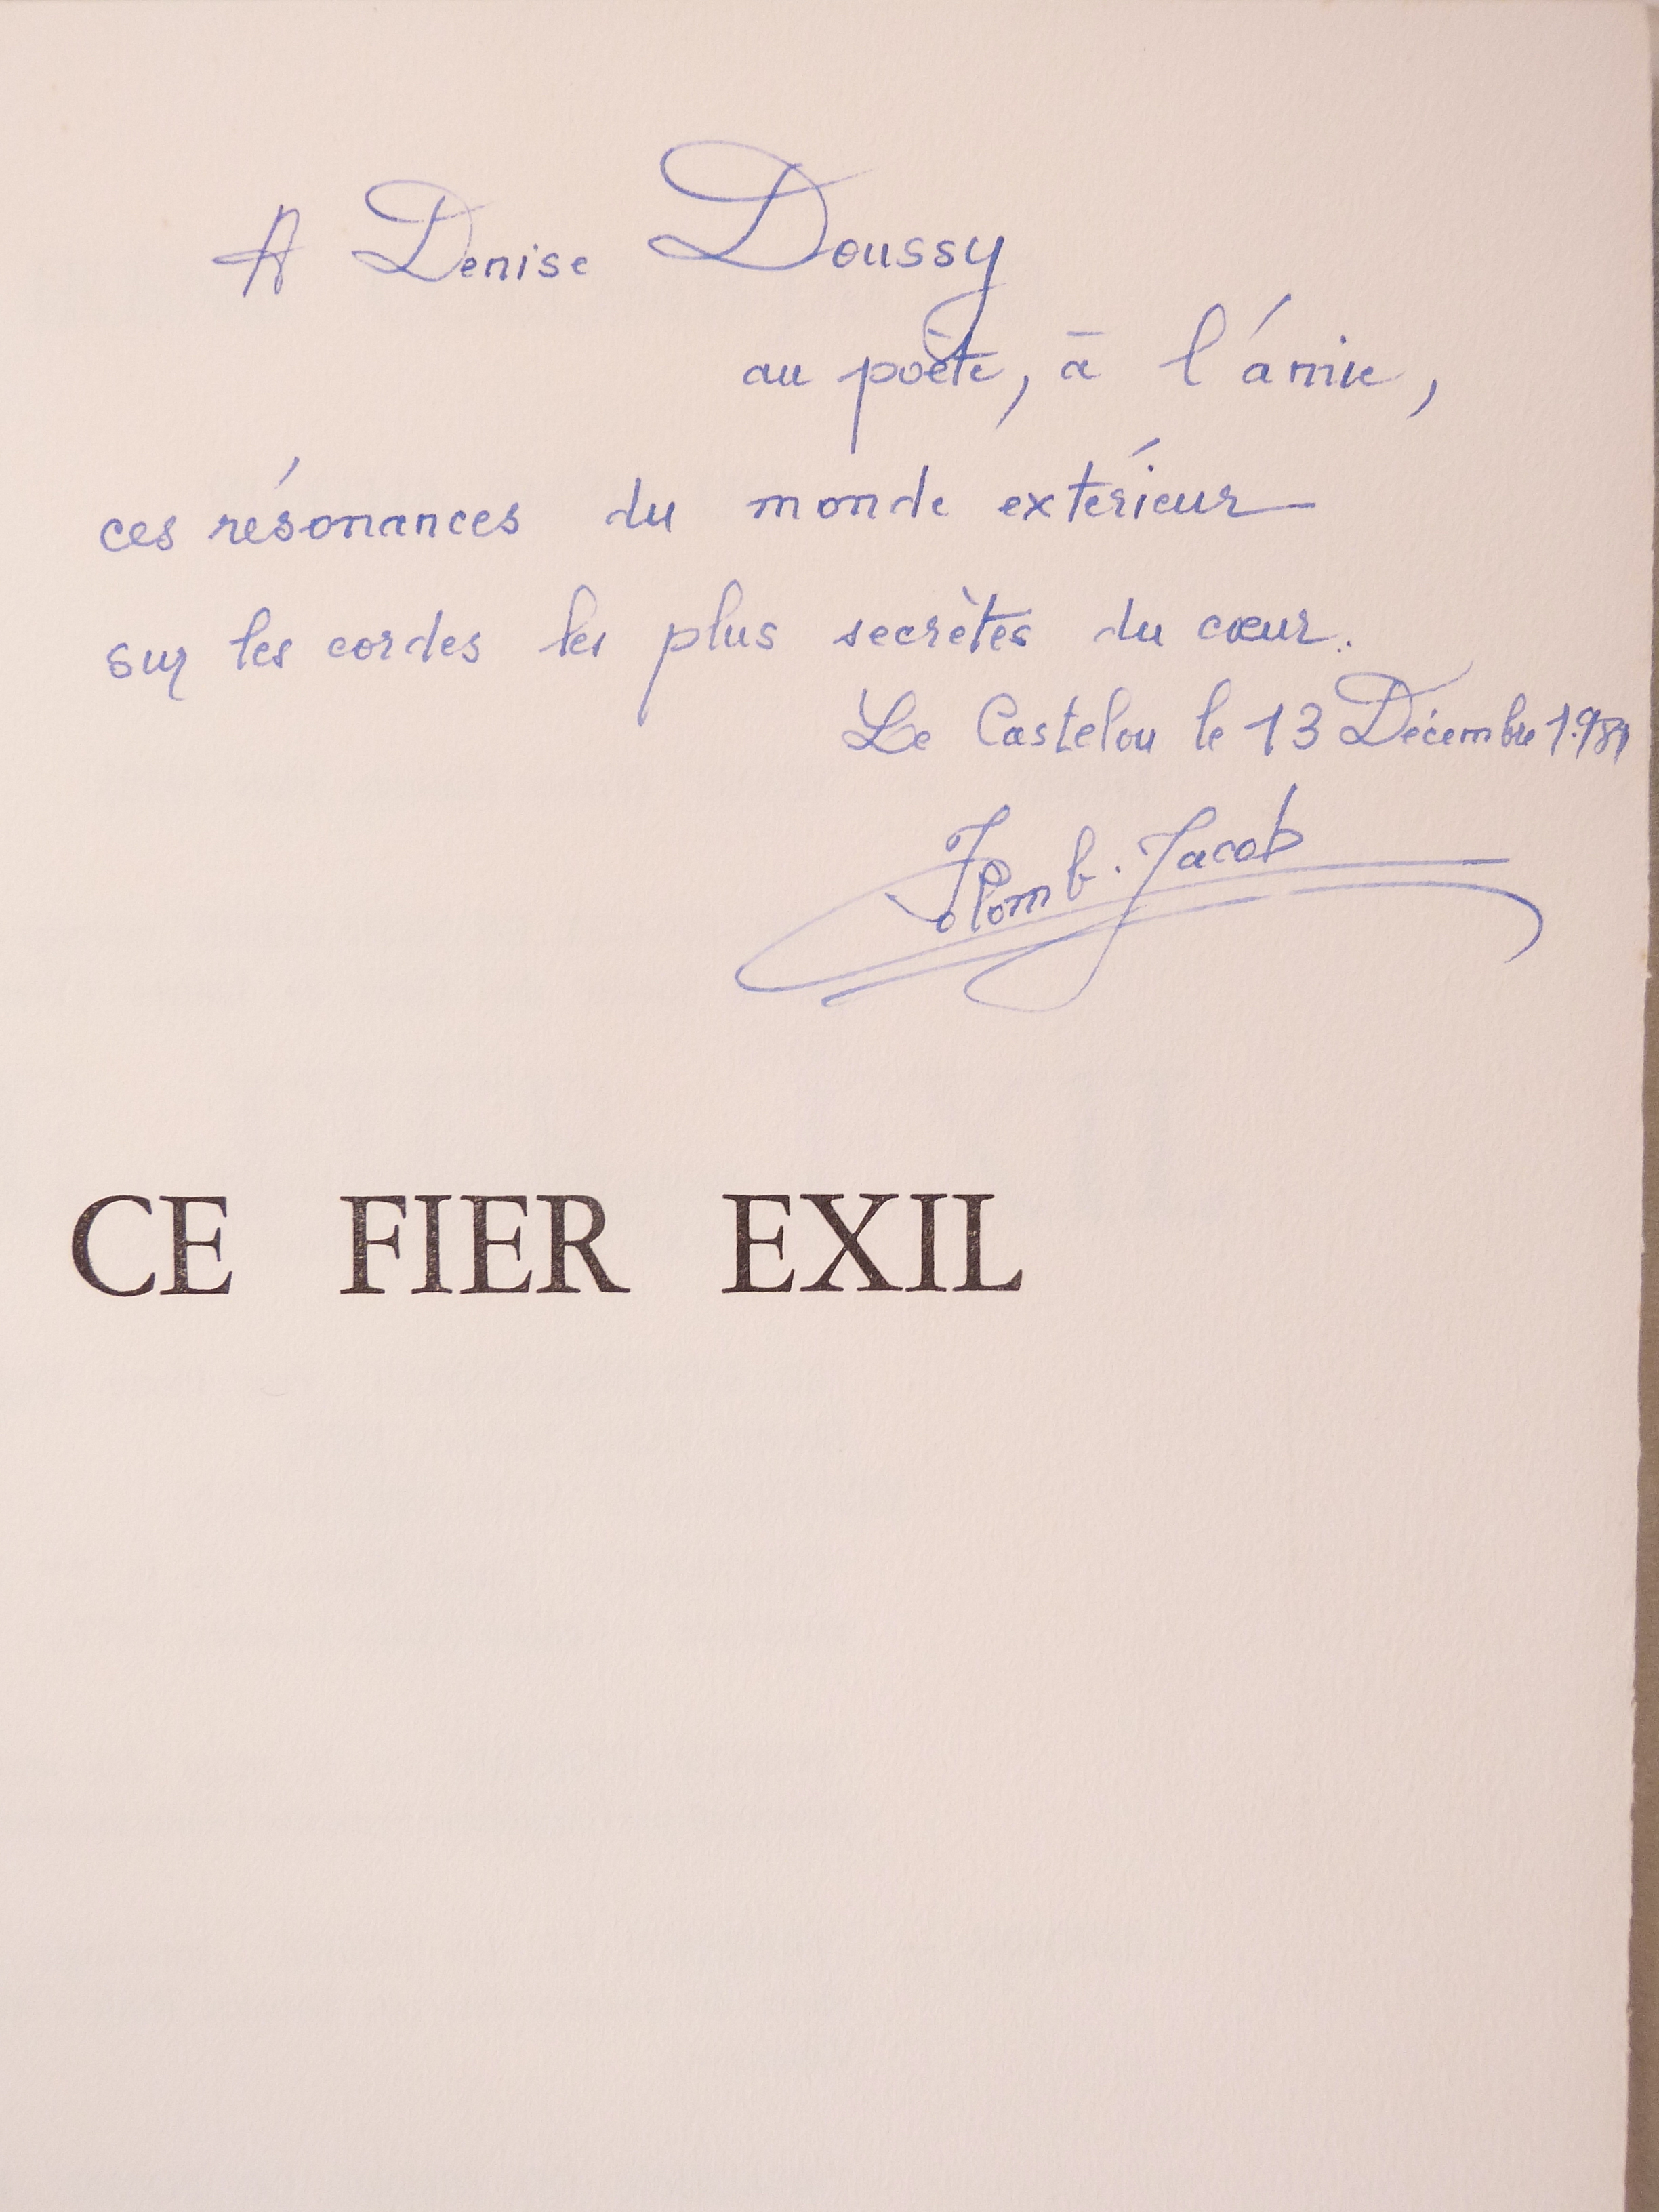 A Denise Doussy
au poète, à l'amie,
ces résonances du monde extérieur
sur les cordes les plus secrètes du cœur.
Le Castelou le 13 Décembre
Jacob
CE FIER EXIL